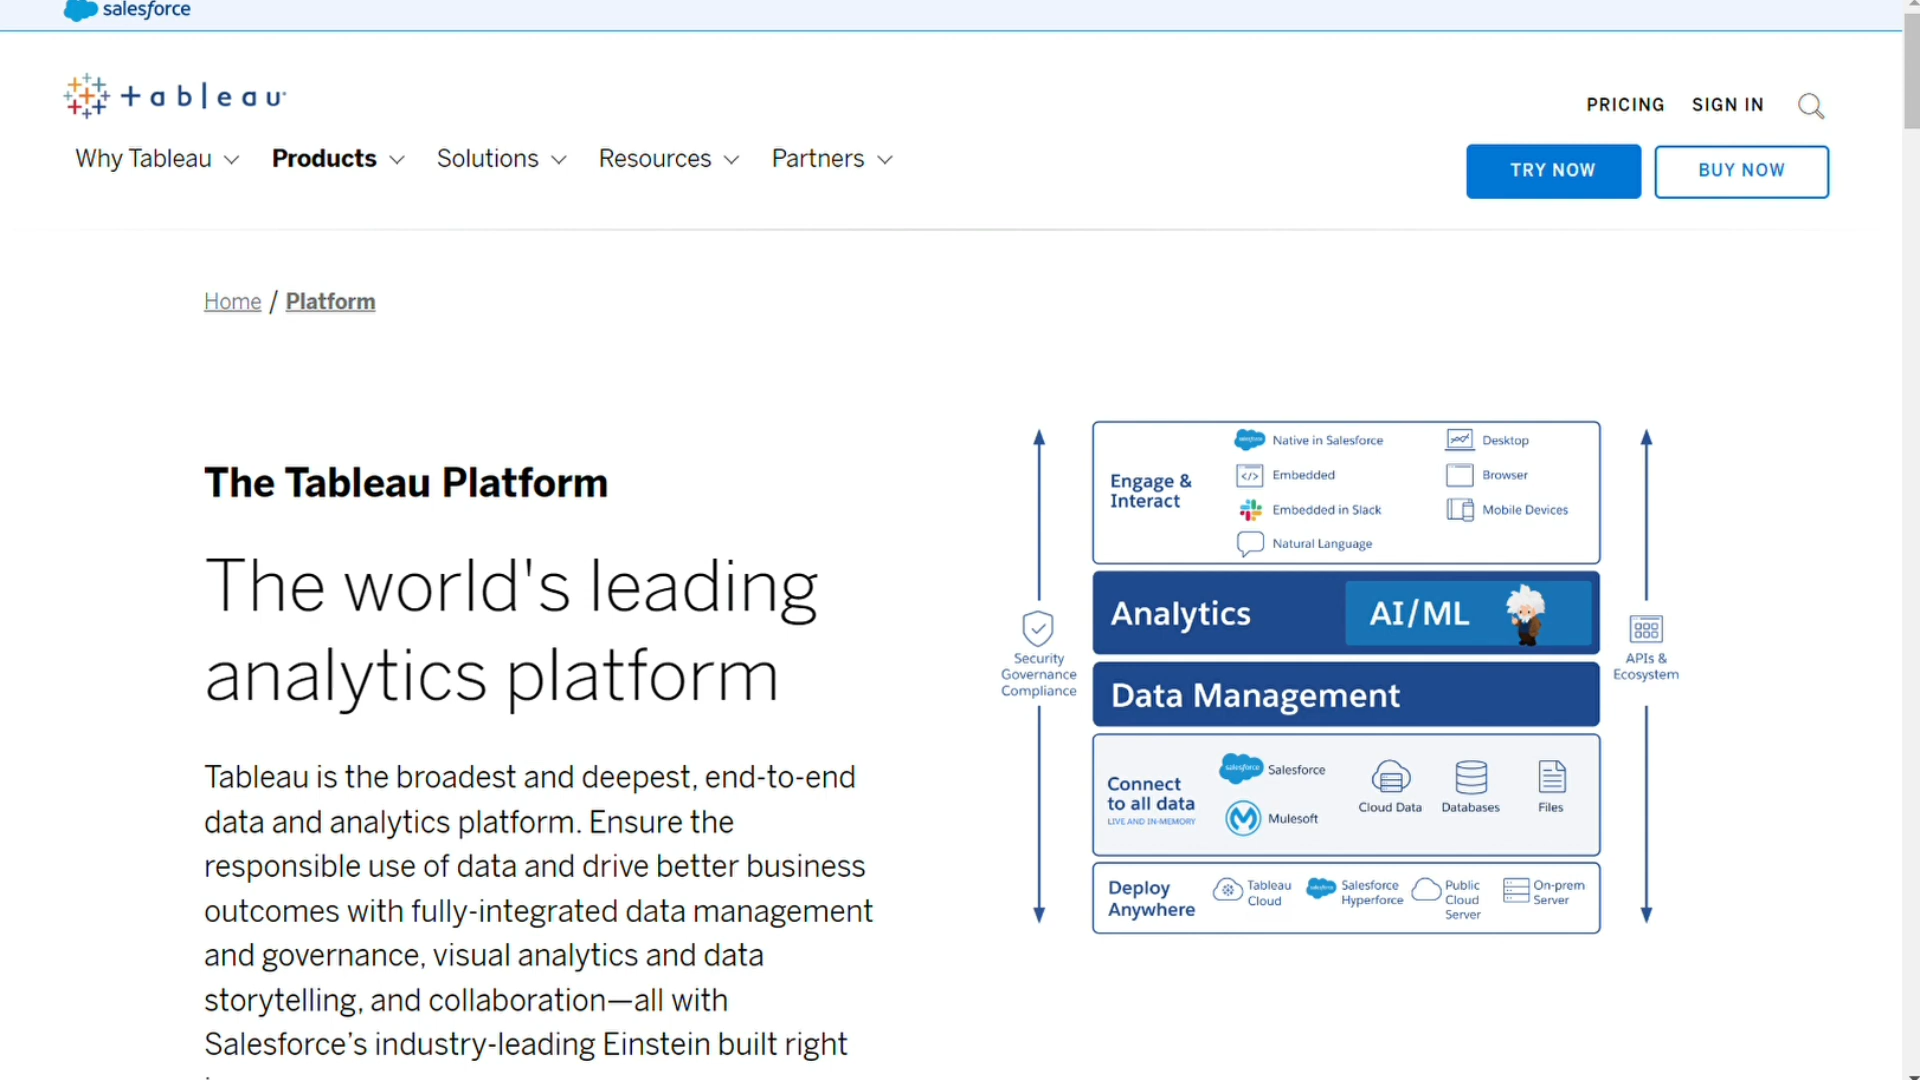 salesforce
+ableau
PRICING SIGN IN
Why Tableau Products Solutions Resources Partners
TRY NOW BUY NOW
Home / Platform
The Tableau Platform
The world's leading
analytics platform
Tableau is the broadest and deepest, end-to-end
data and analytics platform. Ensure the
responsible use of data and drive better business
outcomes with fully-integrated data management
and governance, visual analytics and data
storytelling, and collaboration—all with
Salesforce’s industry-leading Einstein built right
Security
Governance
Compliance
Engage &
Interact
salesforce Native in Salesforce
</> Embedded
Embedded in Slack
Natural Language
Desktop
Browser
Mobile Devices
Analytics AI/ML
Data Management
Connect
to all data
LIVE AND IN-MEMORY
salesforce Salesforce
Mulesoft
Cloud Data Databases Files
Deploy
Anywhere
Tableau
Cloud
Salesforce
Hyperforce
Public
Cloud
Server
On-prem
Server
APIs &
Ecosystem